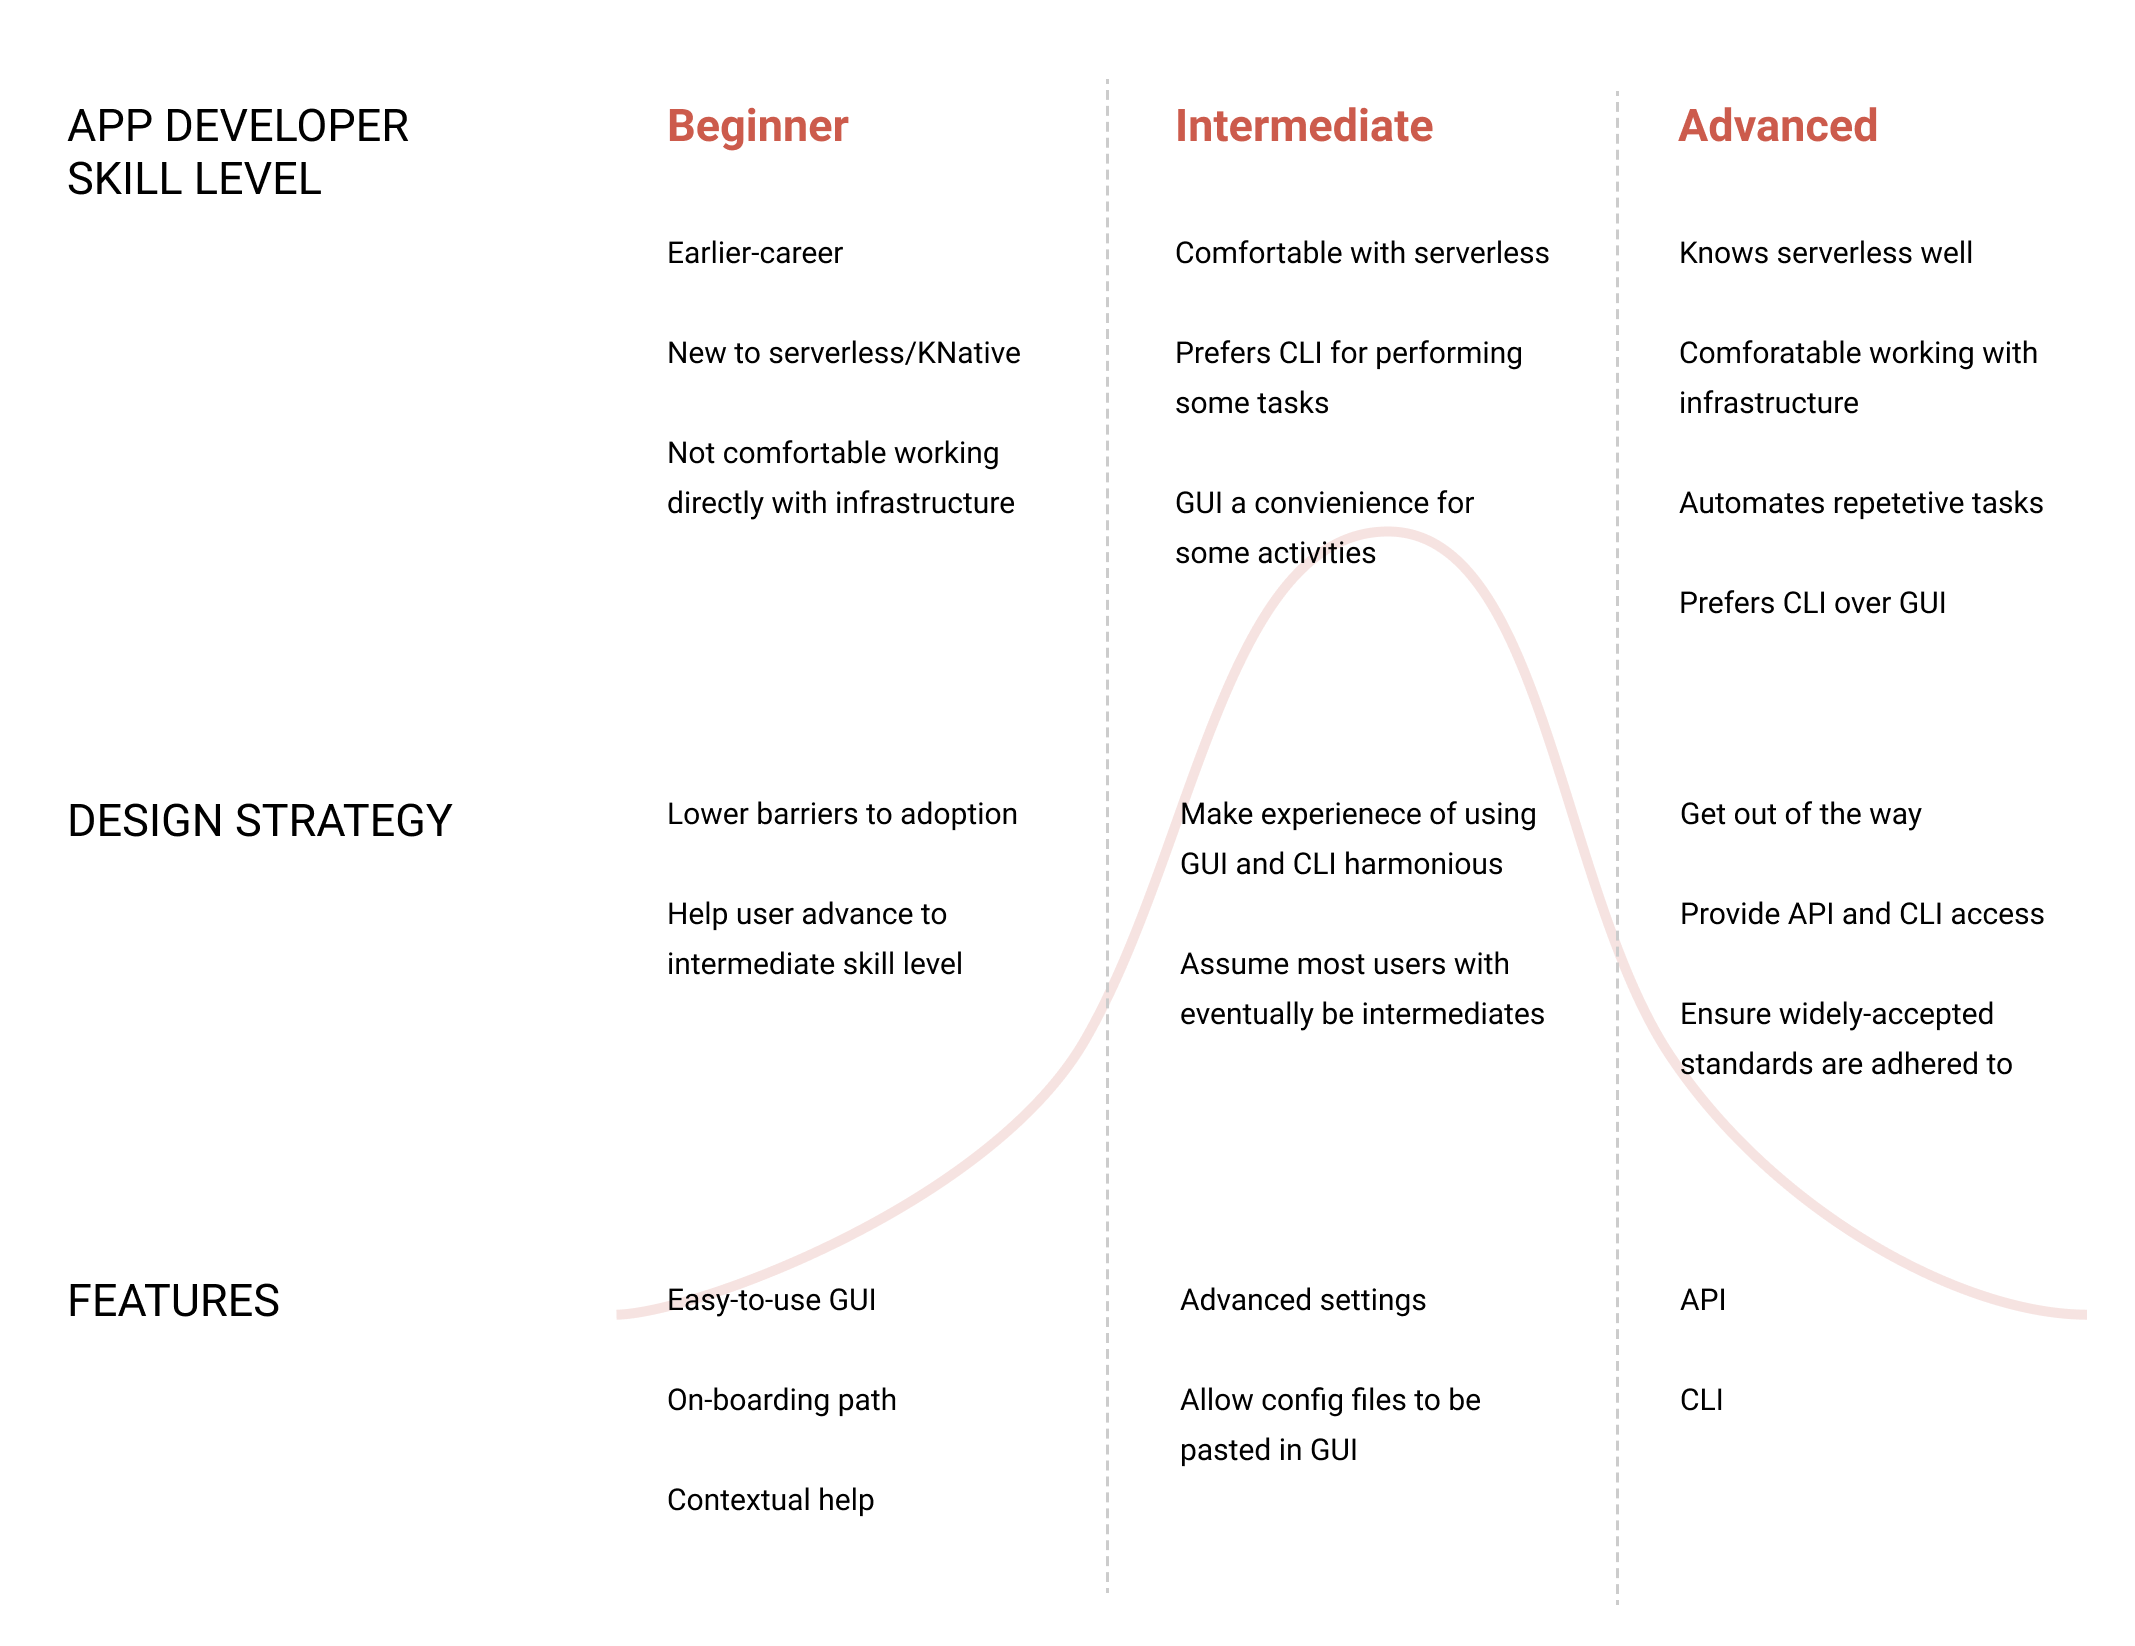 APP DEVELOPER
SKILL LEVEL
Beginner
Earlier-career
New to serverless/KNative
Not comfortable working
directly with infrastructure
Intermediate
Comfortable with serverless
Prefers CLI for performing
some tasks
GUI a convienience for
some activities
Advanced
Knows serverless well
Comforatable working with
infrastructure
Automates repetetive tasks
Prefers CLI over GUI
DESIGN STRATEGY
Lower barriers to adoption
Help user advance to
intermediate skill level
Make experienece of using
GUI and CLI harmonious
Assume most users with
eventually be intermediates
Get out of the way
Provide API and CLI access
Ensure widely-accepted
standards are adhered to
FEATURES
Easy-to-use GUI
On-boarding path
Contextual help
Advanced settings
Allow config files to be
pasted in GUI
API
CLI